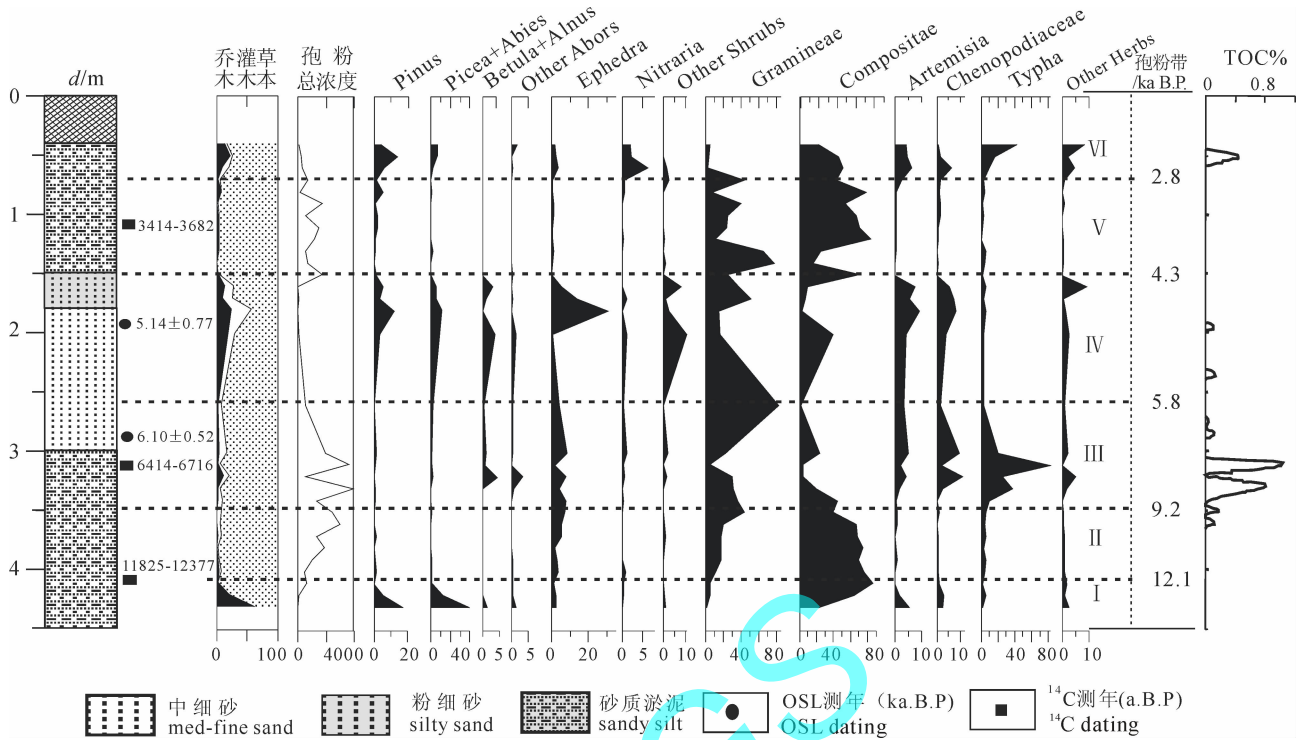 d/m
乔灌草
木木本
孢 粉
总浓度
Pinus
Picea+Abies
Betula+Alnus
Other Abors
Ephedra
Nitraria
Other Shrubs
Gramineae
Compositae
Artemisia
Chenopodiaceae
Typha
Other Herbs
孢粉带
/ka B.P.
TOC%
0 0.8
0
1
2
3
4
3414-3682
5.14±0.77
6.10±0.52
6414-6716
11825-12377
VI
V
IV
III
II
I
2.8
4.3
5.8
9.2
12.1
0 100 0 4000 0 20 0 40 0 5 0 5 0 20 0 5 0 10 0 40 80 0 40 80 0 10 0 10 0 40 80 0 10
中细砂
med-fine sand
粉细砂
silty sand
砂质淤泥
sandy silt
OSL测年(ka.B.P)
OSL dating
¹⁴C测年(a.B.P)
¹⁴C dating
CS